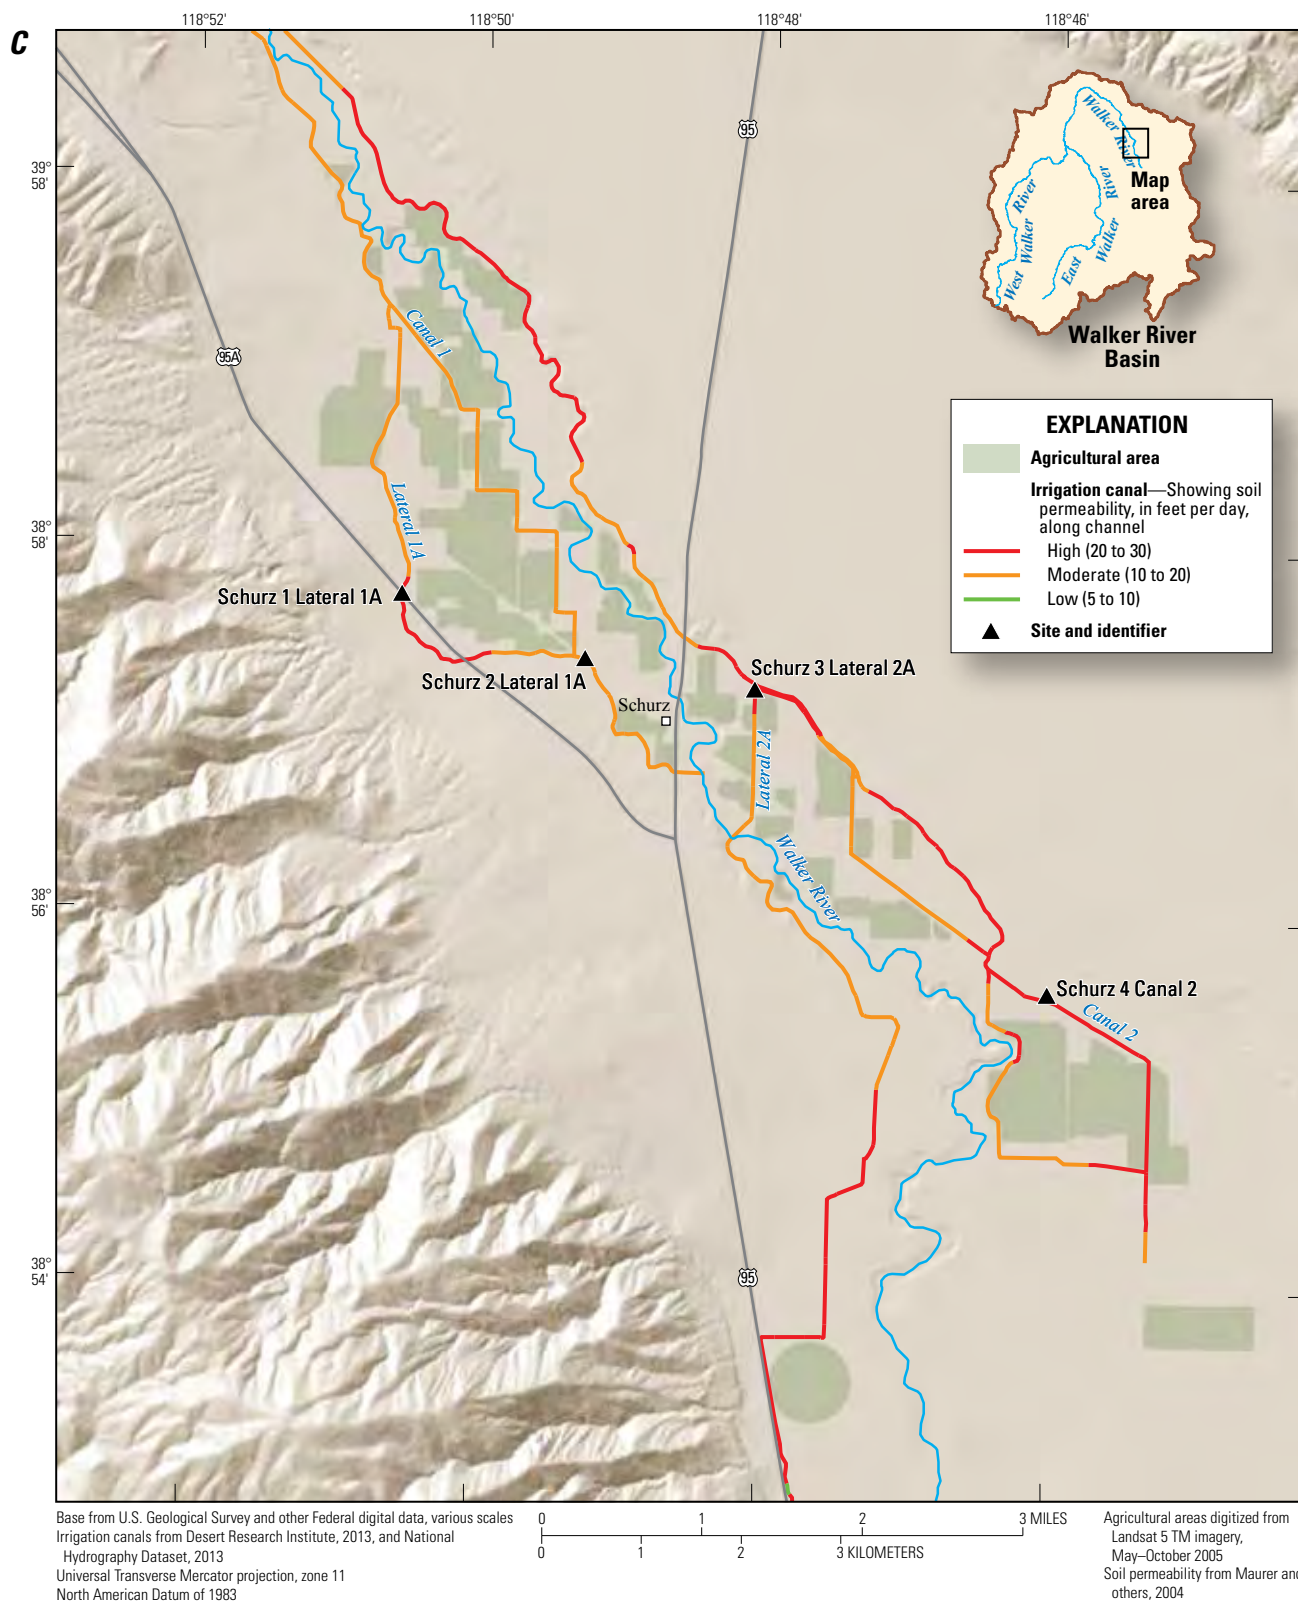 C
118°52'
118°50'
118°48'
118°46'
39°
58'
38°
58'
38°
56'
38°
54'
95
95A
95
Canal 1
Lateral 1A
Schurz 1 Lateral 1A
Schurz 2 Lateral 1A
Schurz
Schurz 3 Lateral 2A
Lateral 2A
Walker River
Schurz 4 Canal 2
Canal 2
Walker River
West Walker River
East Walker River
Map
area
Walker River
Basin
EXPLANATION
Agricultural area
Irrigation canal—Showing soil
permeability, in feet per day,
along channel
High (20 to 30)
Moderate (10 to 20)
Low (5 to 10)
Site and identifier
Base from U.S. Geological Survey and other Federal digital data, various scales
Irrigation canals from Desert Research Institute, 2013, and National
Hydrography Dataset, 2013
Universal Transverse Mercator projection, zone 11
North American Datum of 1983
0 1 2 3 MILES
0 1 2 3 KILOMETERS
Agricultural areas digitized from
Landsat 5 TM imagery,
May–October 2005
Soil permeability from Maurer and
others, 2004